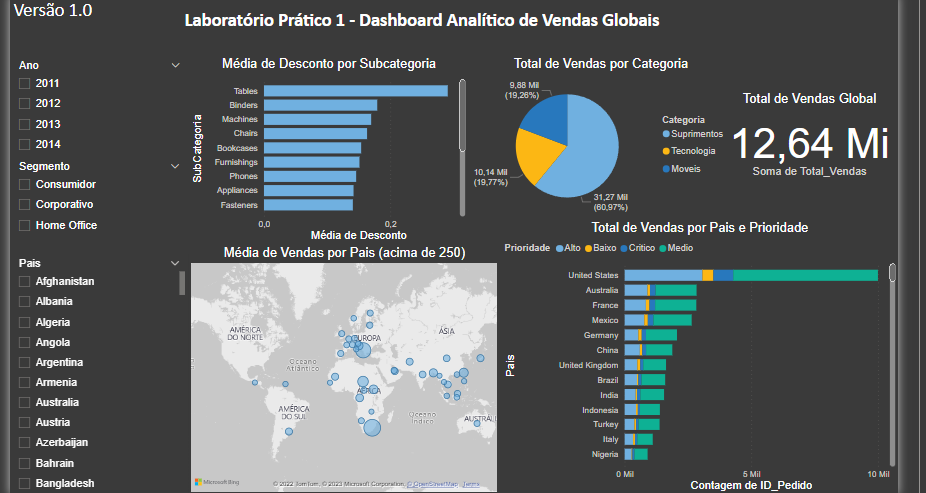 Versão 1.0
Laboratório Prático 1 - Dashboard Analítico de Vendas Globais
Ano
2011
2012
2013
2014
Segmento
Consumidor
Corporativo
Home Office
Pais
Afghanistan
Albania
Algeria
Angola
Argentina
Armenia
Australia
Austria
Azerbaijan
Bahrain
Bangladesh
Média de Desconto por Subcategoria
SubCategoria
Tables
Binders
Machines
Chairs
Bookcases
Furnishings
Phones
Appliances
Fasteners
0,0
0,2
Média de Desconto
Total de Vendas por Categoria
9,88 Mil
(19,26%)
10,14 Mil
(19,77%)
31,27 Mil
(60,97%)
Categoria
Suprimentos
Tecnologia
Moveis
Total de Vendas Global
12,64 Mi
Soma de Total_Vendas
Média de Vendas por Pais (acima de 250)
AMÉRICA
DO NORTE
EUROPA
ÁSIA
Oceano
Atlântico
ÁFRICA
AMÉRICA
DO SUL
Oceano
Índico
AUSTRÁL
Microsoft Bing
© 2022 TomTom, © 2023 Microsoft Corporation, © OpenStreetMap Terms
Total de Vendas por Pais e Prioridade
Prioridade Alto Baixo Critico Medio
Pais
United States
Australia
France
Mexico
Germany
China
United Kingdom
Brazil
India
Indonesia
Turkey
Italy
Nigeria
0 Mil
5 Mil
10 Mil
Contagem de ID_Pedido